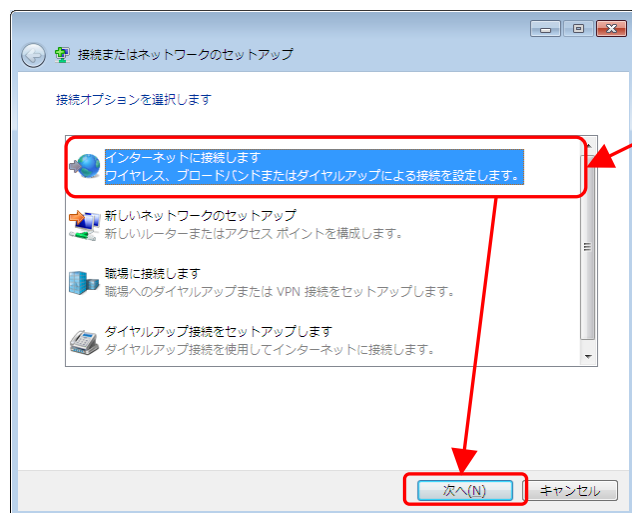 接続またはネットワークのセットアップ
接続オプションを選択します
インターネットに接続します
ワイヤレス、ブロードバンドまたはダイヤルアップによる接続を設定します。
新しいネットワークのセットアップ
新しいルーターまたはアクセス ポイントを構成します。
職場に接続します
職場へのダイヤルアップまたは VPN 接続をセットアップします。
ダイヤルアップ接続をセットアップします
ダイヤルアップ接続を使用してインターネットに接続します。
次へ(N) キャンセル